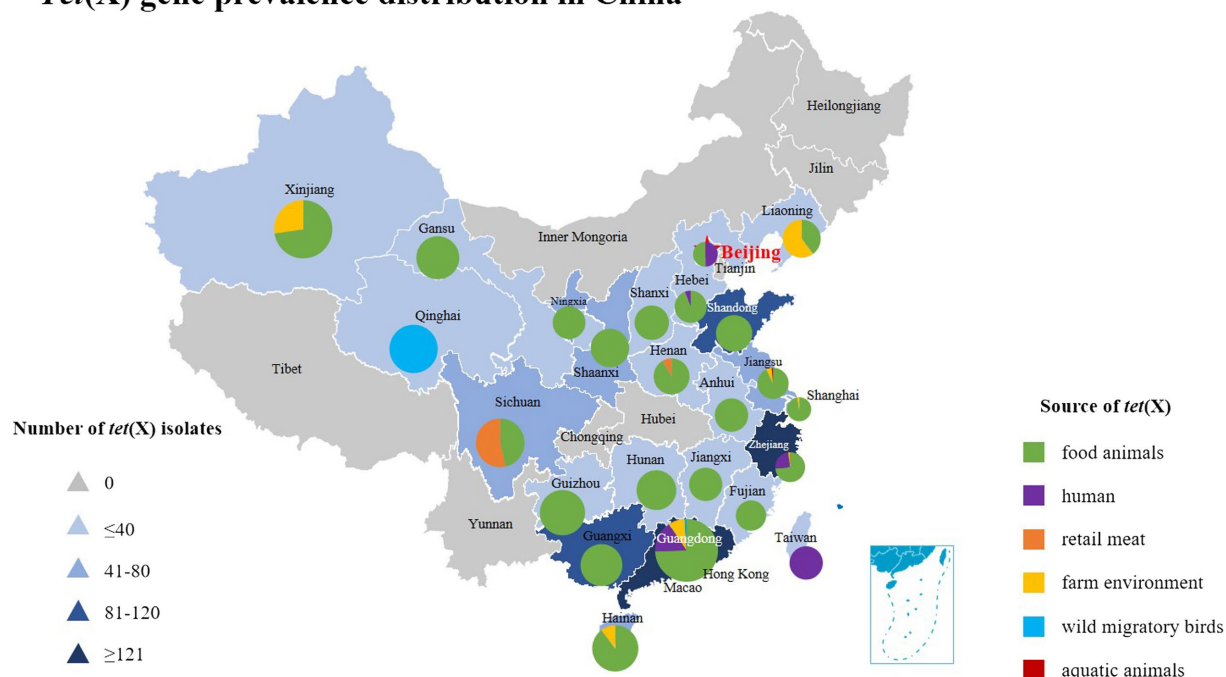 Tet(X) gene prevalence distribution in China
Heilongjiang
Jilin
Xinjiang
Liaoning
Gansu
Inner Mongoria
Beijing
Tianjin
Hebei
Shanxi
Ningxia
Shandong
Qinghai
Henan
Jiangsu
Tibet
Shaanxi
Anhui
Shanghai
Sichuan
Hubei
Chongqing
Zhejiang
Hunan
Jiangxi
Guizhou
Fujian
Yunnan
Guangxi
Guangdong
Taiwan
Hong Kong
Macao
Hainan
Number of tet(X) isolates
0
≤40
41-80
81-120
≥121
Source of tet(X)
food animals
human
retail meat
farm environment
wild migratory birds
aquatic animals